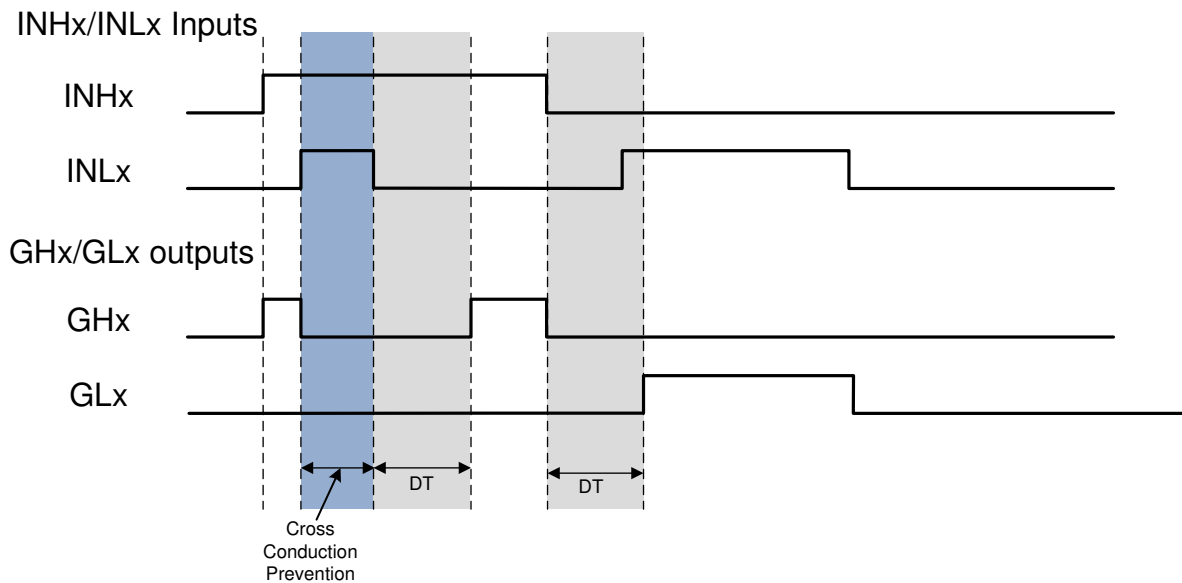 INHx/INLx Inputs
INHx
INLx
GHx/GLx outputs
GHx
GLx
DT
DT
Cross
Conduction
Prevention